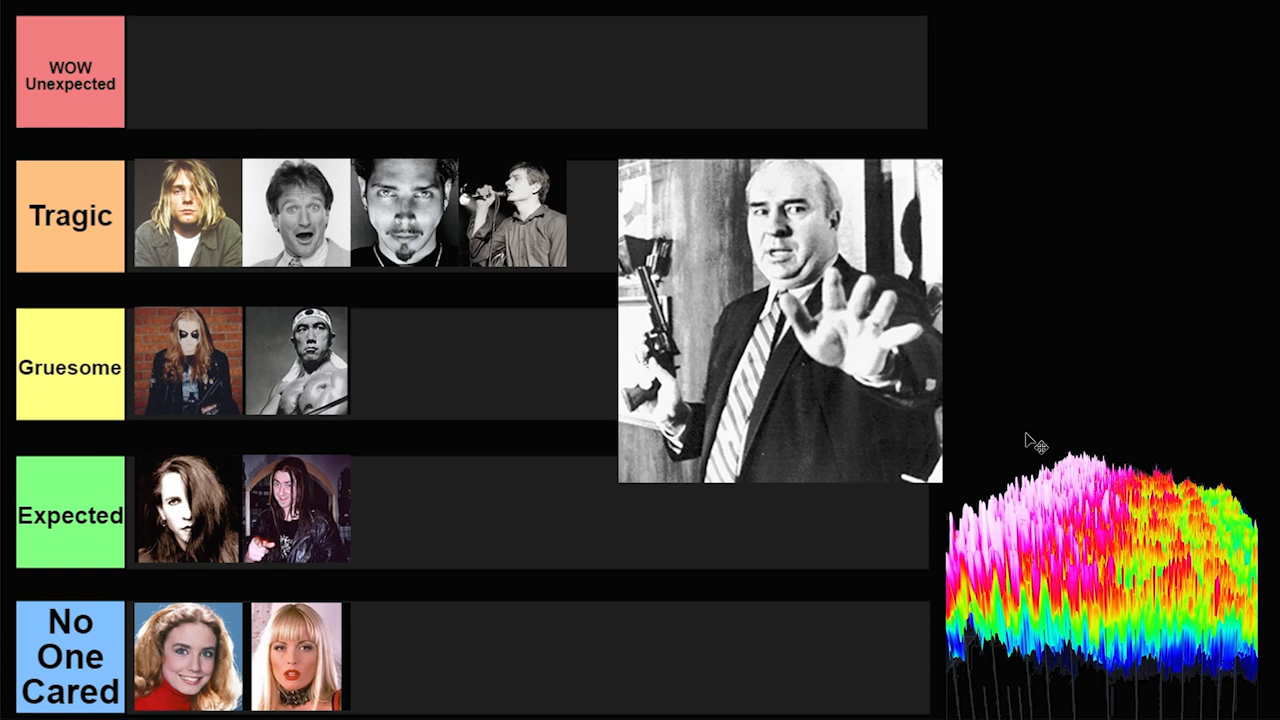 WOW
Unexpected
Tragic
Gruesome
Expected
No
One
Cared